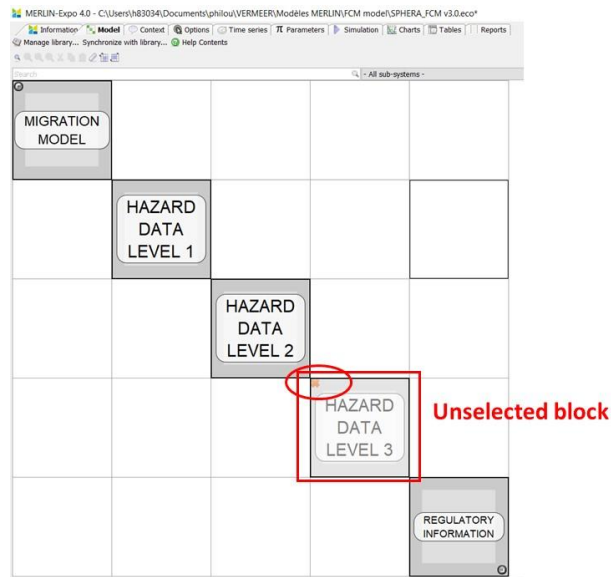 MERLIN-Expo 4.0 - C:\Users\h83034\Documents\philou\VERMEER\Modèles MERLIN\FCM model\SPHERA_FCM v3.0.eco*
Information Model Context Options Time series Parameters Simulation Charts Tables Reports
Manage library... Synchronize with library... Help Contents
Search - All sub-systems -
MIGRATION
MODEL
HAZARD
DATA
LEVEL 1
HAZARD
DATA
LEVEL 2
HAZARD
DATA
LEVEL 3
Unselected block
REGULATORY
INFORMATION